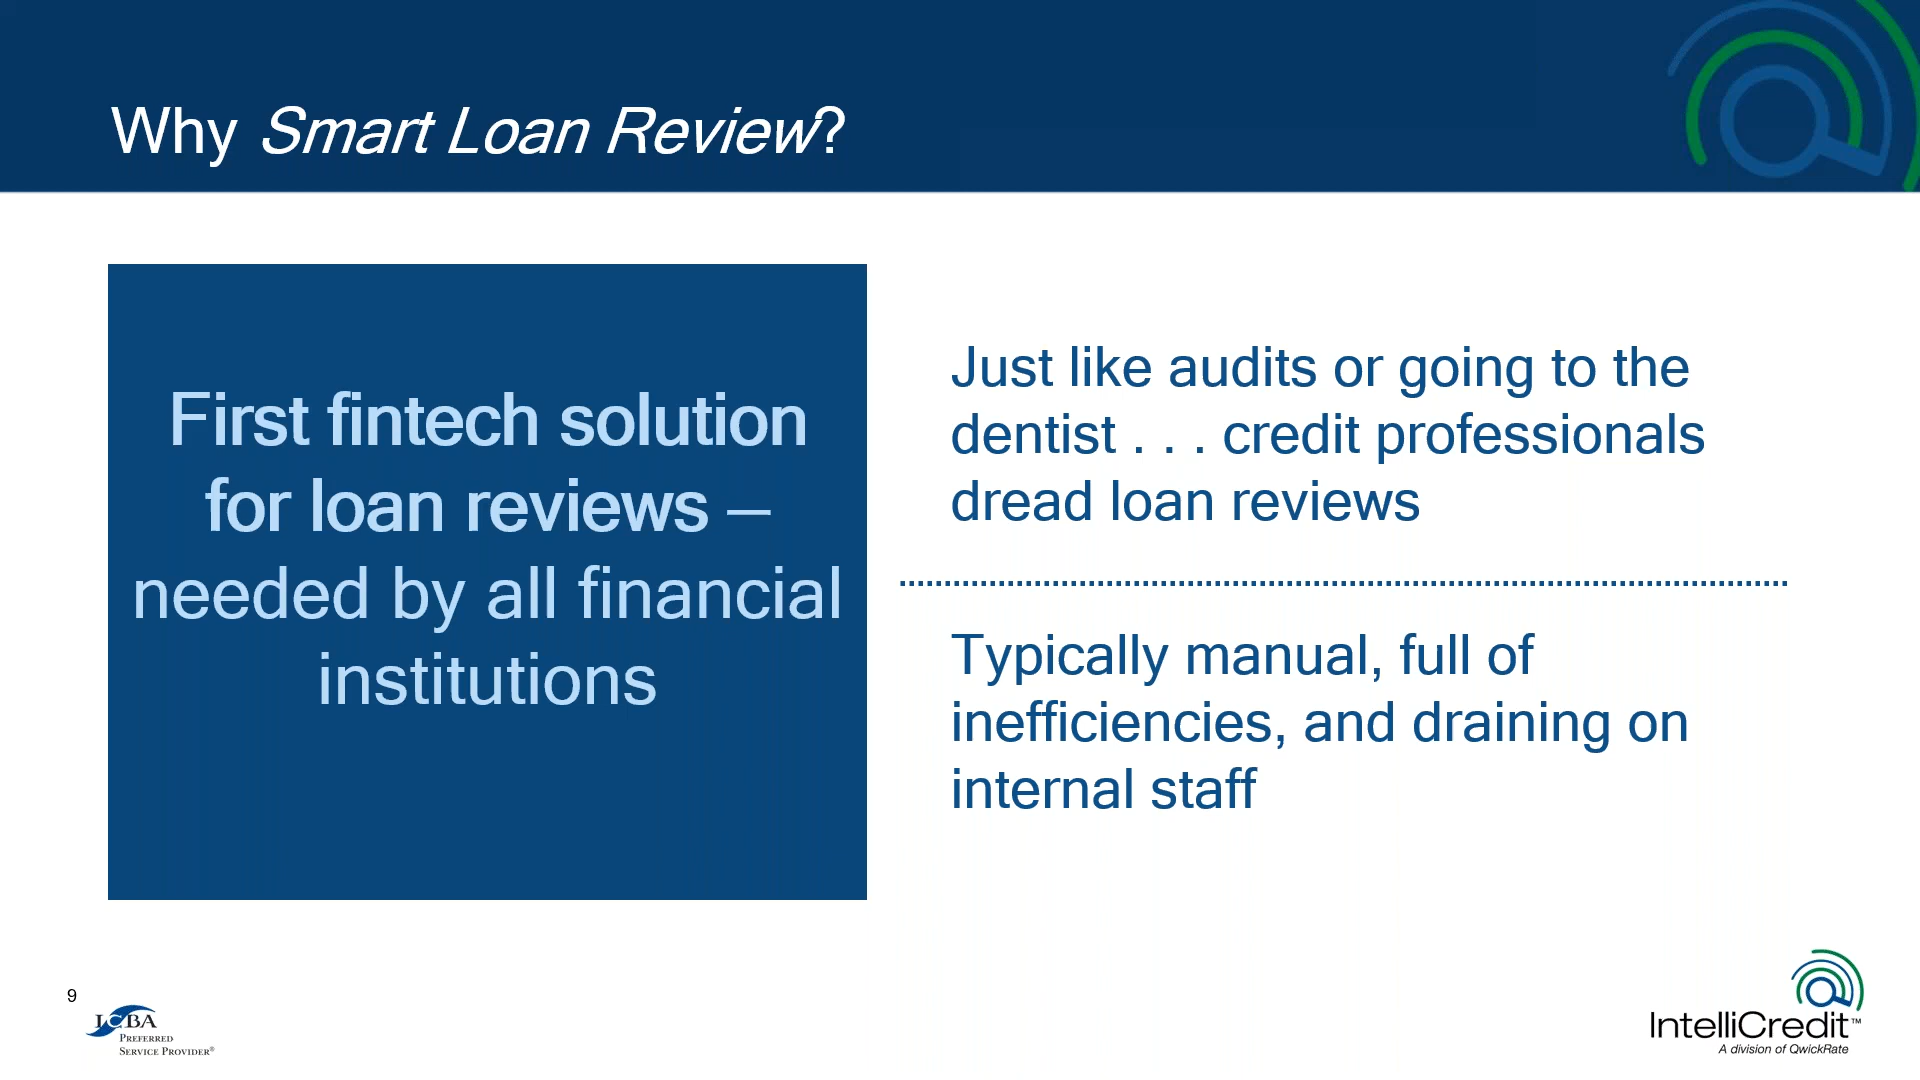 Why Smart Loan Review?
First fintech solution
for loan reviews –
needed by all financial
institutions
Just like audits or going to the
dentist . . . credit professionals
dread loan reviews
Typically manual, full of
inefficiencies, and draining on
internal staff
9
ICBA
PREFERRED
SERVICE PROVIDER®
IntelliCredit™
A division of QwickRate